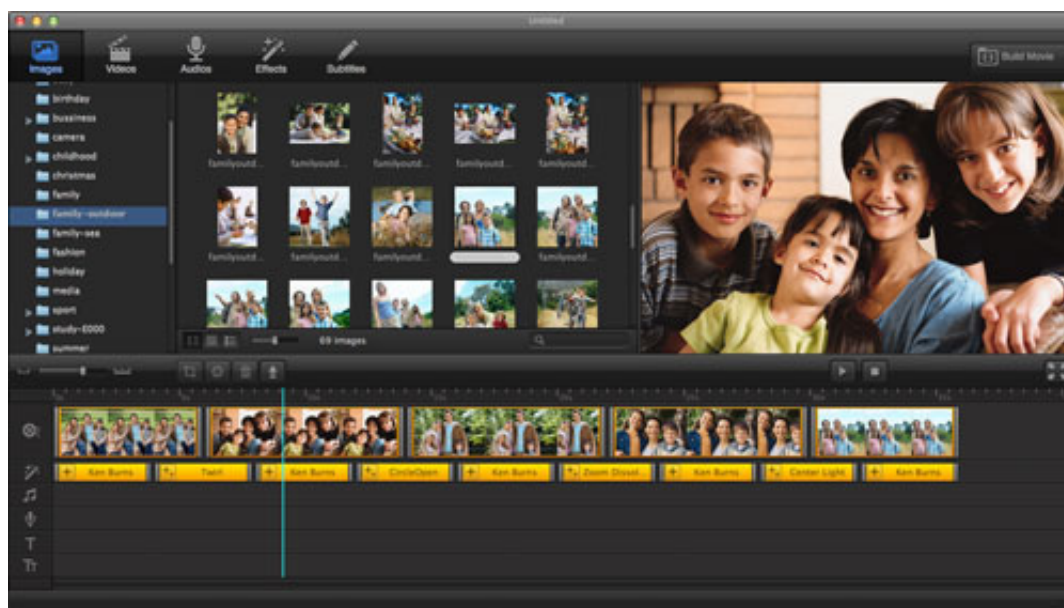 Untitled
Images Videos Audios Effects Subtitles Build Movie
birthday
bussiness
camera
childhood
christmas
family
family-outdoor
family-sea
fashion
holiday
media
sport
study-E000
summer
familyoutd... familyoutd... familyoutd... familyoutd... familyoutd...
familyoutd... familyoutd... familyoutd... familyoutd...
69 images
Ken Burns Twirl Ken Burns CircleOpen Ken Burns Zoom Dissol... Ken Burns Center Light Ken Burns
T
TT